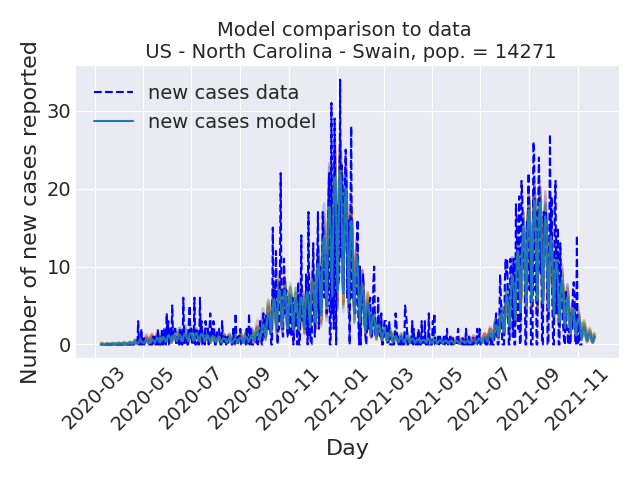 Model comparison to data
US - North Carolina - Swain, pop. = 14271
Number of new cases reported
30
20
10
0
new cases data
new cases model
2020-03
2020-05
2020-07
2020-09
2020-11
2021-01
2021-03
2021-05
2021-07
2021-09
2021-11
Day